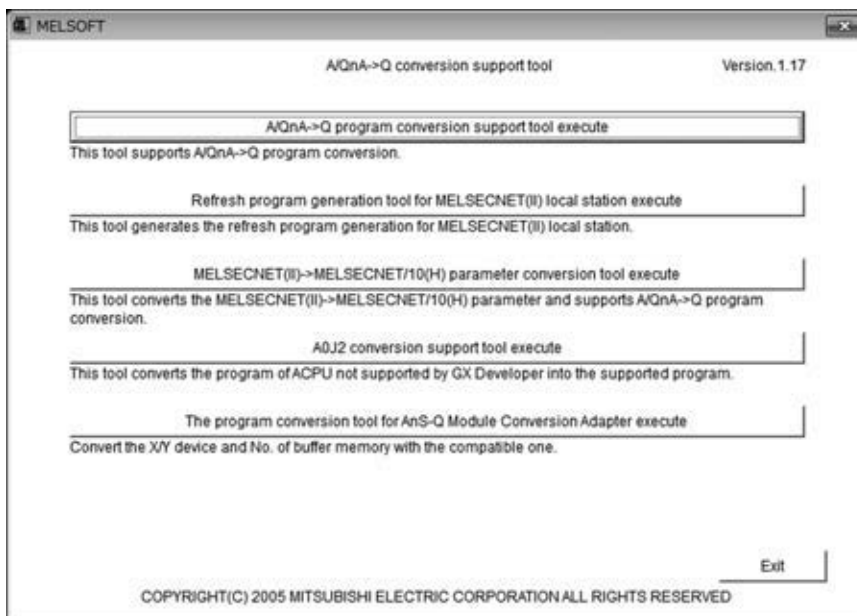 MELSOFT
A/QnA->Q conversion support tool Version.1.17
A/QnA->Q program conversion support tool execute
This tool supports A/QnA->Q program conversion.
Refresh program generation tool for MELSECNET(II) local station execute
This tool generates the refresh program generation for MELSECNET(II) local station.
MELSECNET(II)->MELSECNET/10(H) parameter conversion tool execute
This tool converts the MELSECNET(II)->MELSECNET/10(H) parameter and supports A/QnA->Q program
conversion.
A0J2 conversion support tool execute
This tool converts the program of ACPU not supported by GX Developer into the supported program.
The program conversion tool for AnS-Q Module Conversion Adapter execute
Convert the X/Y device and No. of buffer memory with the compatible one.
Exit
COPYRIGHT(C) 2005 MITSUBISHI ELECTRIC CORPORATION ALL RIGHTS RESERVED